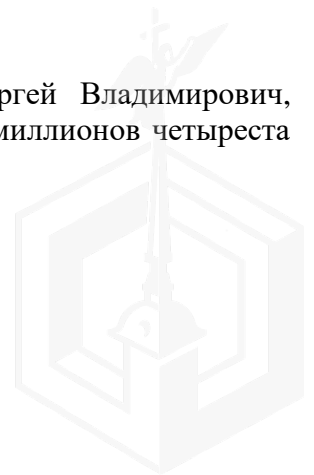 ргей Владимирович,
миллионов четыреста